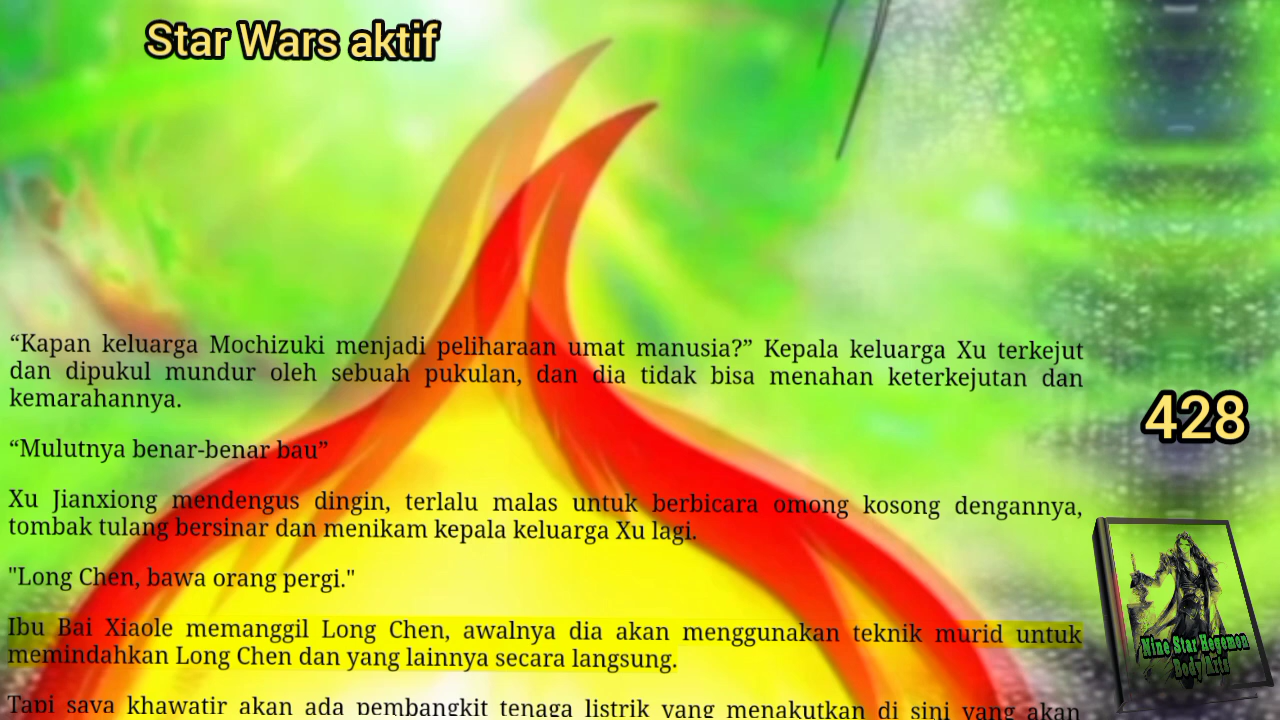 Star Wars aktif
“Kapan keluarga Mochizuki menjadi peliharaan umat manusia?” Kepala keluarga Xu terkejut
dan dipukul mundur oleh sebuah pukulan, dan dia tidak bisa menahan keterkejutan dan
kemarahannya.
“Mulutnya benar-benar bau”
Xu Jianxiong mendengus dingin, terlalu malas untuk berbicara omong kosong dengannya,
tombak tulang bersinar dan menikam kepala keluarga Xu lagi.
"Long Chen, bawa orang pergi."
Ibu Bai Xiaole memanggil Long Chen, awalnya dia akan menggunakan teknik murid untuk
memindahkan Long Chen dan yang lainnya secara langsung.
Tapi saya khawatir akan ada pembangkit tenaga listrik yang menakutkan di sini yang akan
428
Nine Star Hegemon
Body Arts